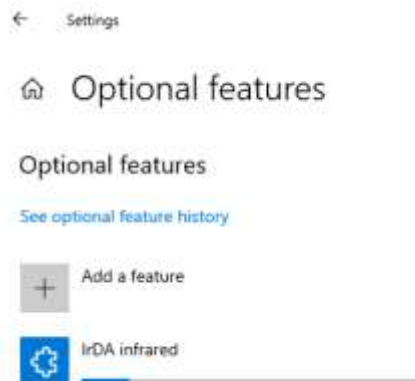 Settings
Optional features
Optional features
See optional feature history
Add a feature
IrDA infrared